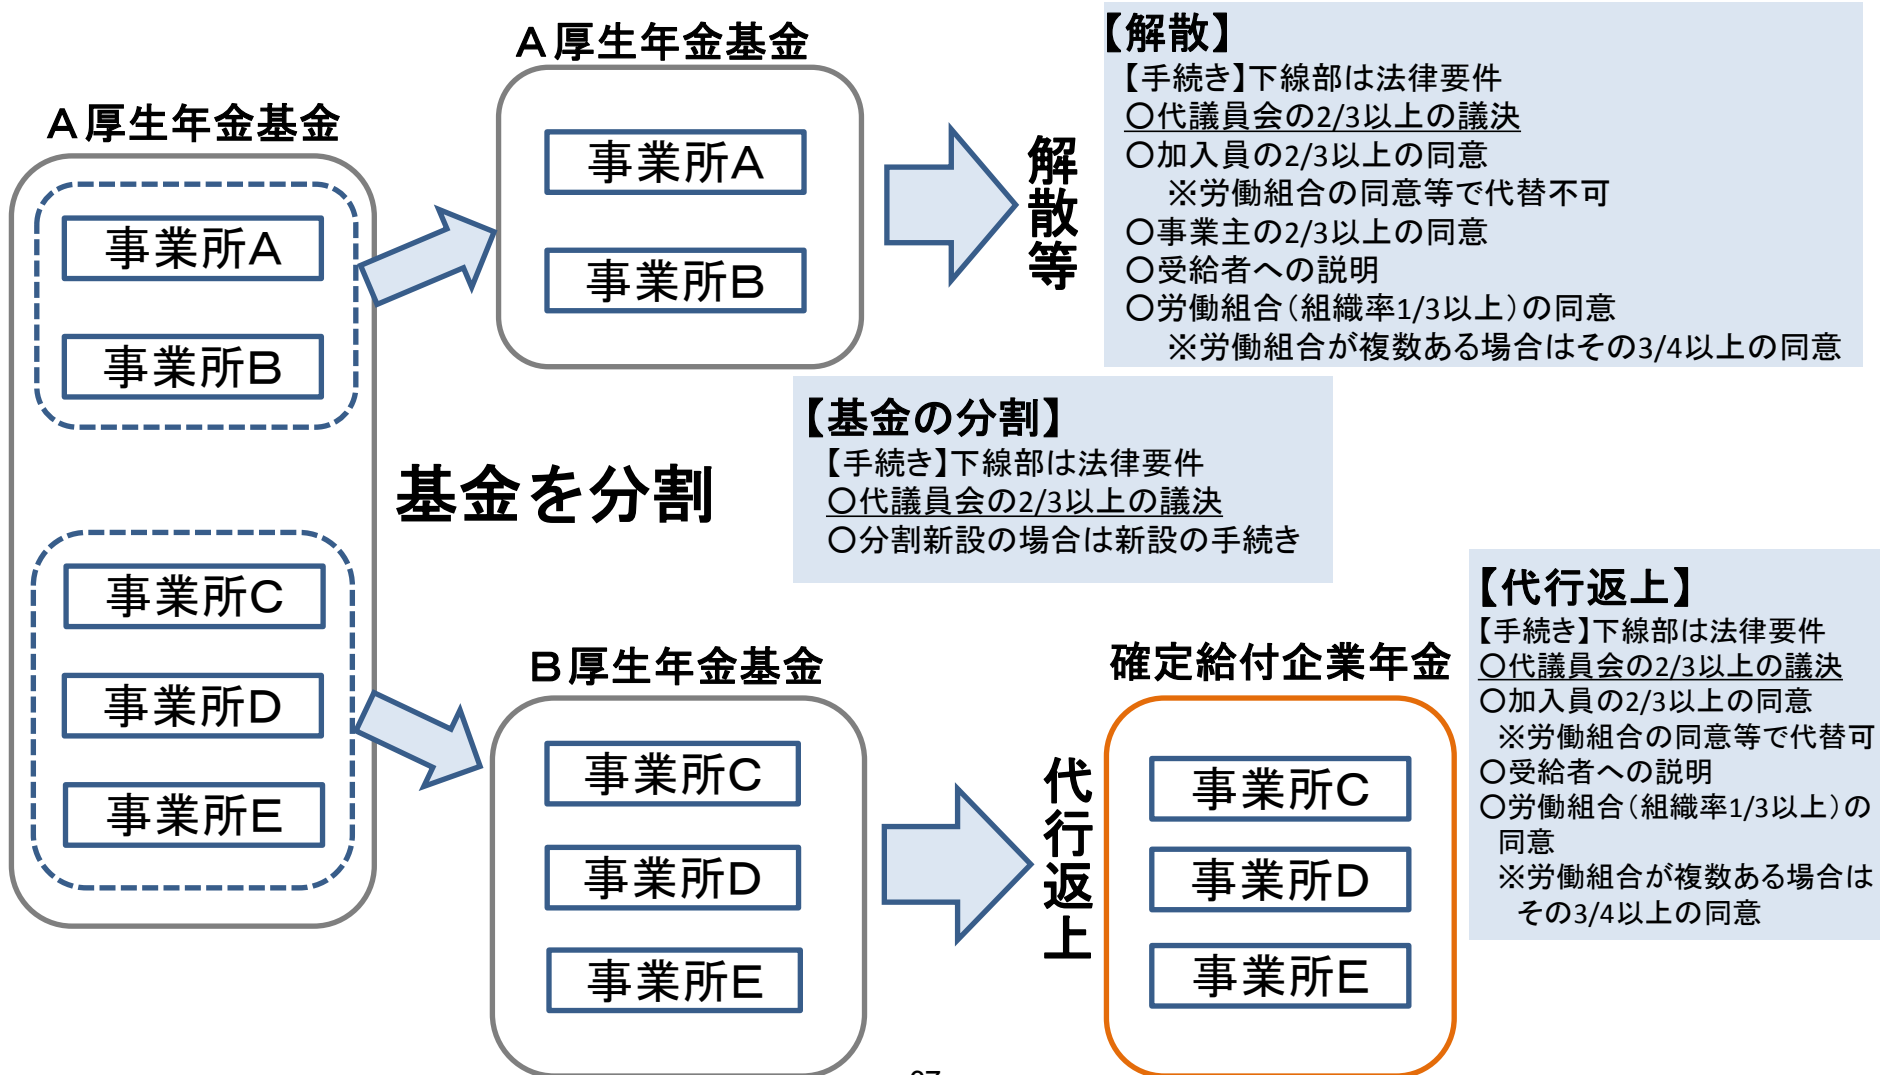 A厚生年金基金
事業所A
事業所B
事業所C
事業所D
事業所E
基金を分割
A厚生年金基金
事業所A
事業所B
解散等
【解散】
【手続き】下線部は法律要件
○代議員会の2/3以上の議決
○加入員の2/3以上の同意
※労働組合の同意等で代替不可
○事業主の2/3以上の同意
○受給者への説明
○労働組合（組織率1/3以上）の同意
※労働組合が複数ある場合はその3/4以上の同意
【基金の分割】
【手続き】下線部は法律要件
○代議員会の2/3以上の議決
○分割新設の場合は新設の手続き
B厚生年金基金
事業所C
事業所D
事業所E
代行返上
確定給付企業年金
事業所C
事業所D
事業所E
【代行返上】
【手続き】下線部は法律要件
○代議員会の2/3以上の議決
○加入員の2/3以上の同意
※労働組合の同意等で代替可
○受給者への説明
○労働組合（組織率1/3以上）の
同意
※労働組合が複数ある場合は
その3/4以上の同意